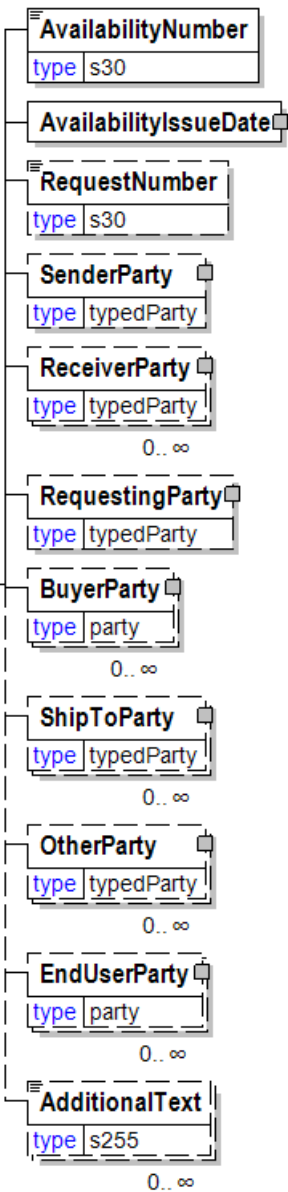 AvailabilityNumber
type s30
AvailabilityIssueDate
RequestNumber
type s30
SenderParty
type typedParty
ReceiverParty
type typedParty
0.. ∞
RequestingParty
type typedParty
BuyerParty
type party
0.. ∞
ShipToParty
type typedParty
0.. ∞
OtherParty
type typedParty
0.. ∞
EndUserParty
type party
0.. ∞
AdditionalText
type s255
0.. ∞